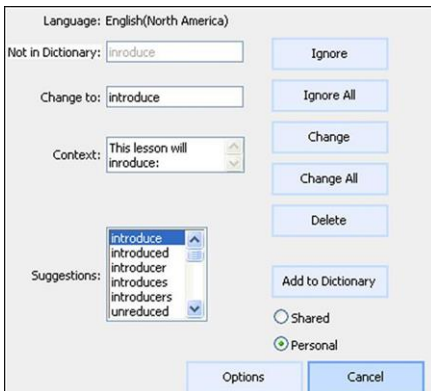 Language: English(North America)
Not in Dictionary: inroduce
Ignore
Change to: introduce
Ignore All
Context: This lesson will
inroduce:
Change
Change All
Delete
Suggestions:
introduce
introduced
introducer
introduces
introducers
unreduced
Add to Dictionary
Shared
Personal
Options
Cancel